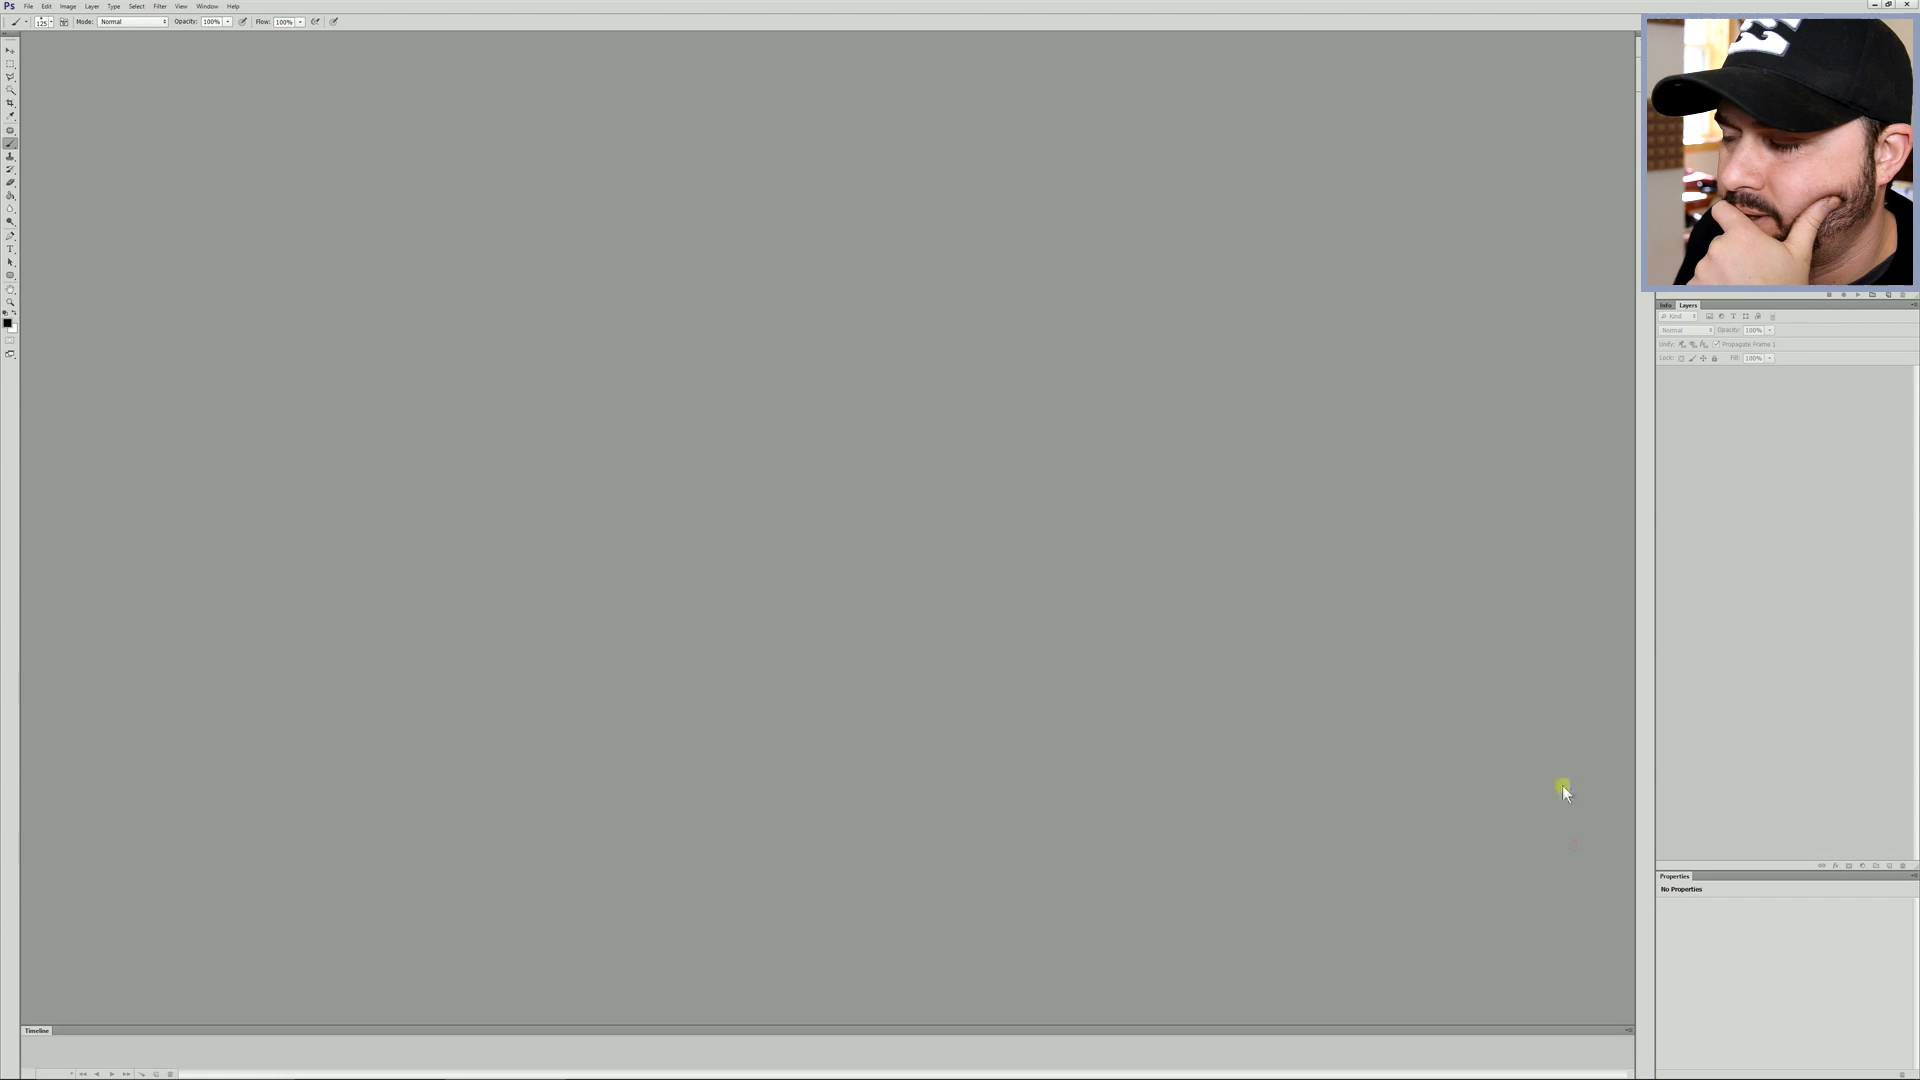 Ps File Edit Image Layer Type Select Filter View Window Help
125 Mode: Normal Opacity: 100% Flow: 100%
Info Layers
Kind
Normal Opacity: 100%
Unify: Propagate Frame 1
Lock: Fill: 100%
Properties
No Properties
Timeline